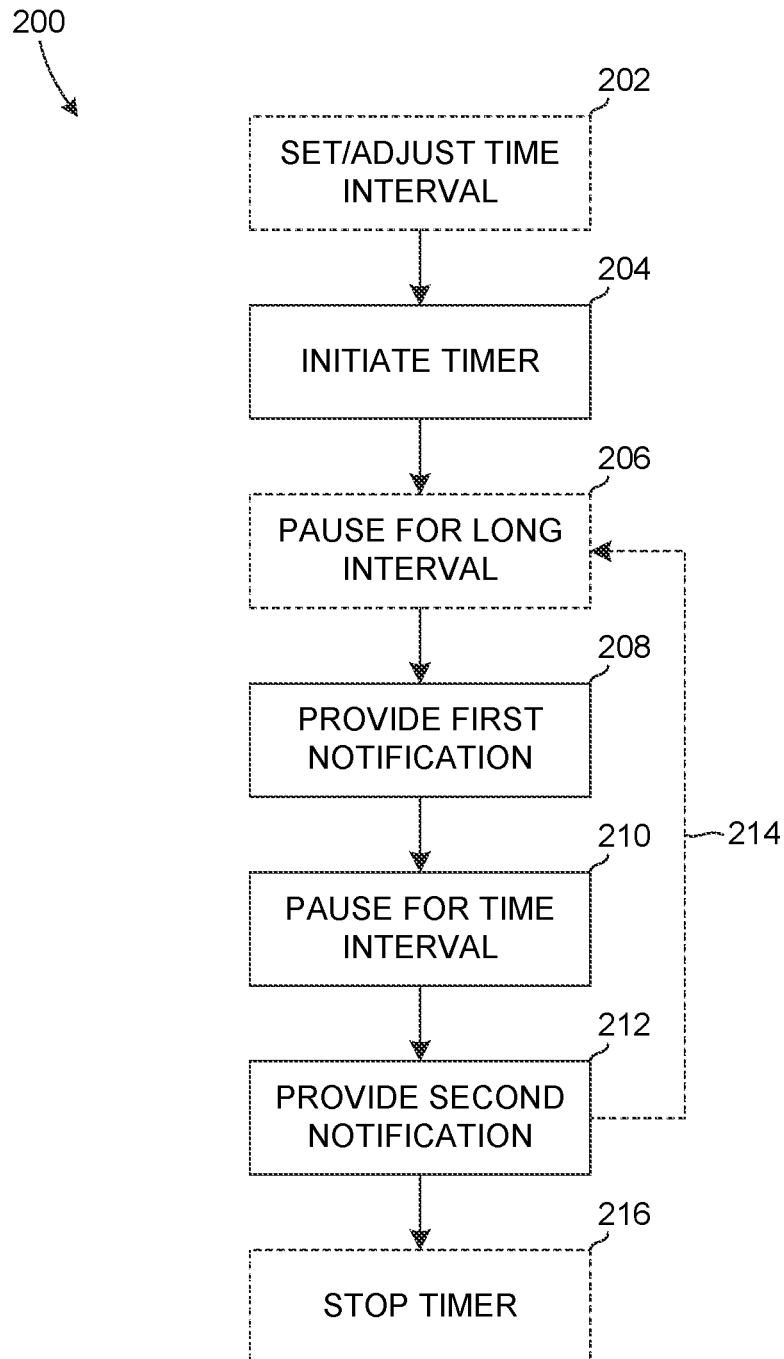 200
202
SET/ADJUST TIME
INTERVAL
204
INITIATE TIMER
206
PAUSE FOR LONG
INTERVAL
208
PROVIDE FIRST
NOTIFICATION
214
210
PAUSE FOR TIME
INTERVAL
212
PROVIDE SECOND
NOTIFICATION
216
STOP TIMER